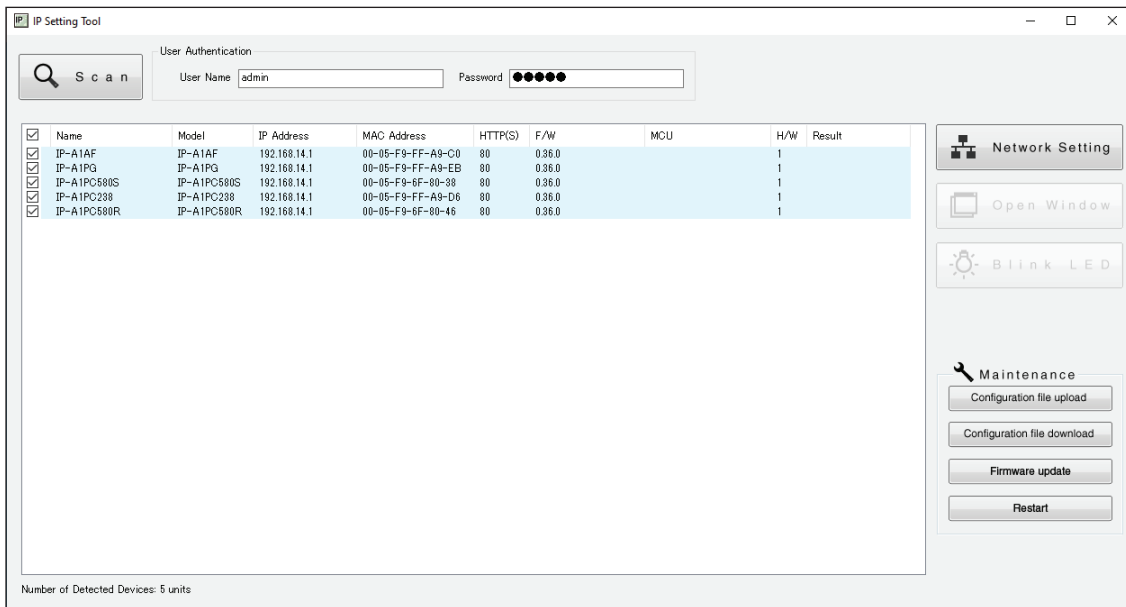 IP IP Setting Tool
Scan
User Authentication
User Name admin Password ●●●●●
Name Model IP Address MAC Address HTTP(S) F/W MCU H/W Result
IP-A1AF IP-A1AF 192.168.14.1 00-05-F9-FF-A9-C0 80 0.36.0 1
IP-A1PG IP-A1PG 192.168.14.1 00-05-F9-FF-A9-EB 80 0.36.0 1
IP-A1PC580S IP-A1PC580S 192.168.14.1 00-05-F9-6F-80-38 80 0.36.0 1
IP-A1PC238 IP-A1PC238 192.168.14.1 00-05-F9-FF-A9-D6 80 0.36.0 1
IP-A1PC580R IP-A1PC580R 192.168.14.1 00-05-F9-6F-80-46 80 0.36.0 1
Network Setting
Open Window
Blink LED
Maintenance
Configuration file upload
Configuration file download
Firmware update
Restart
Number of Detected Devices: 5 units